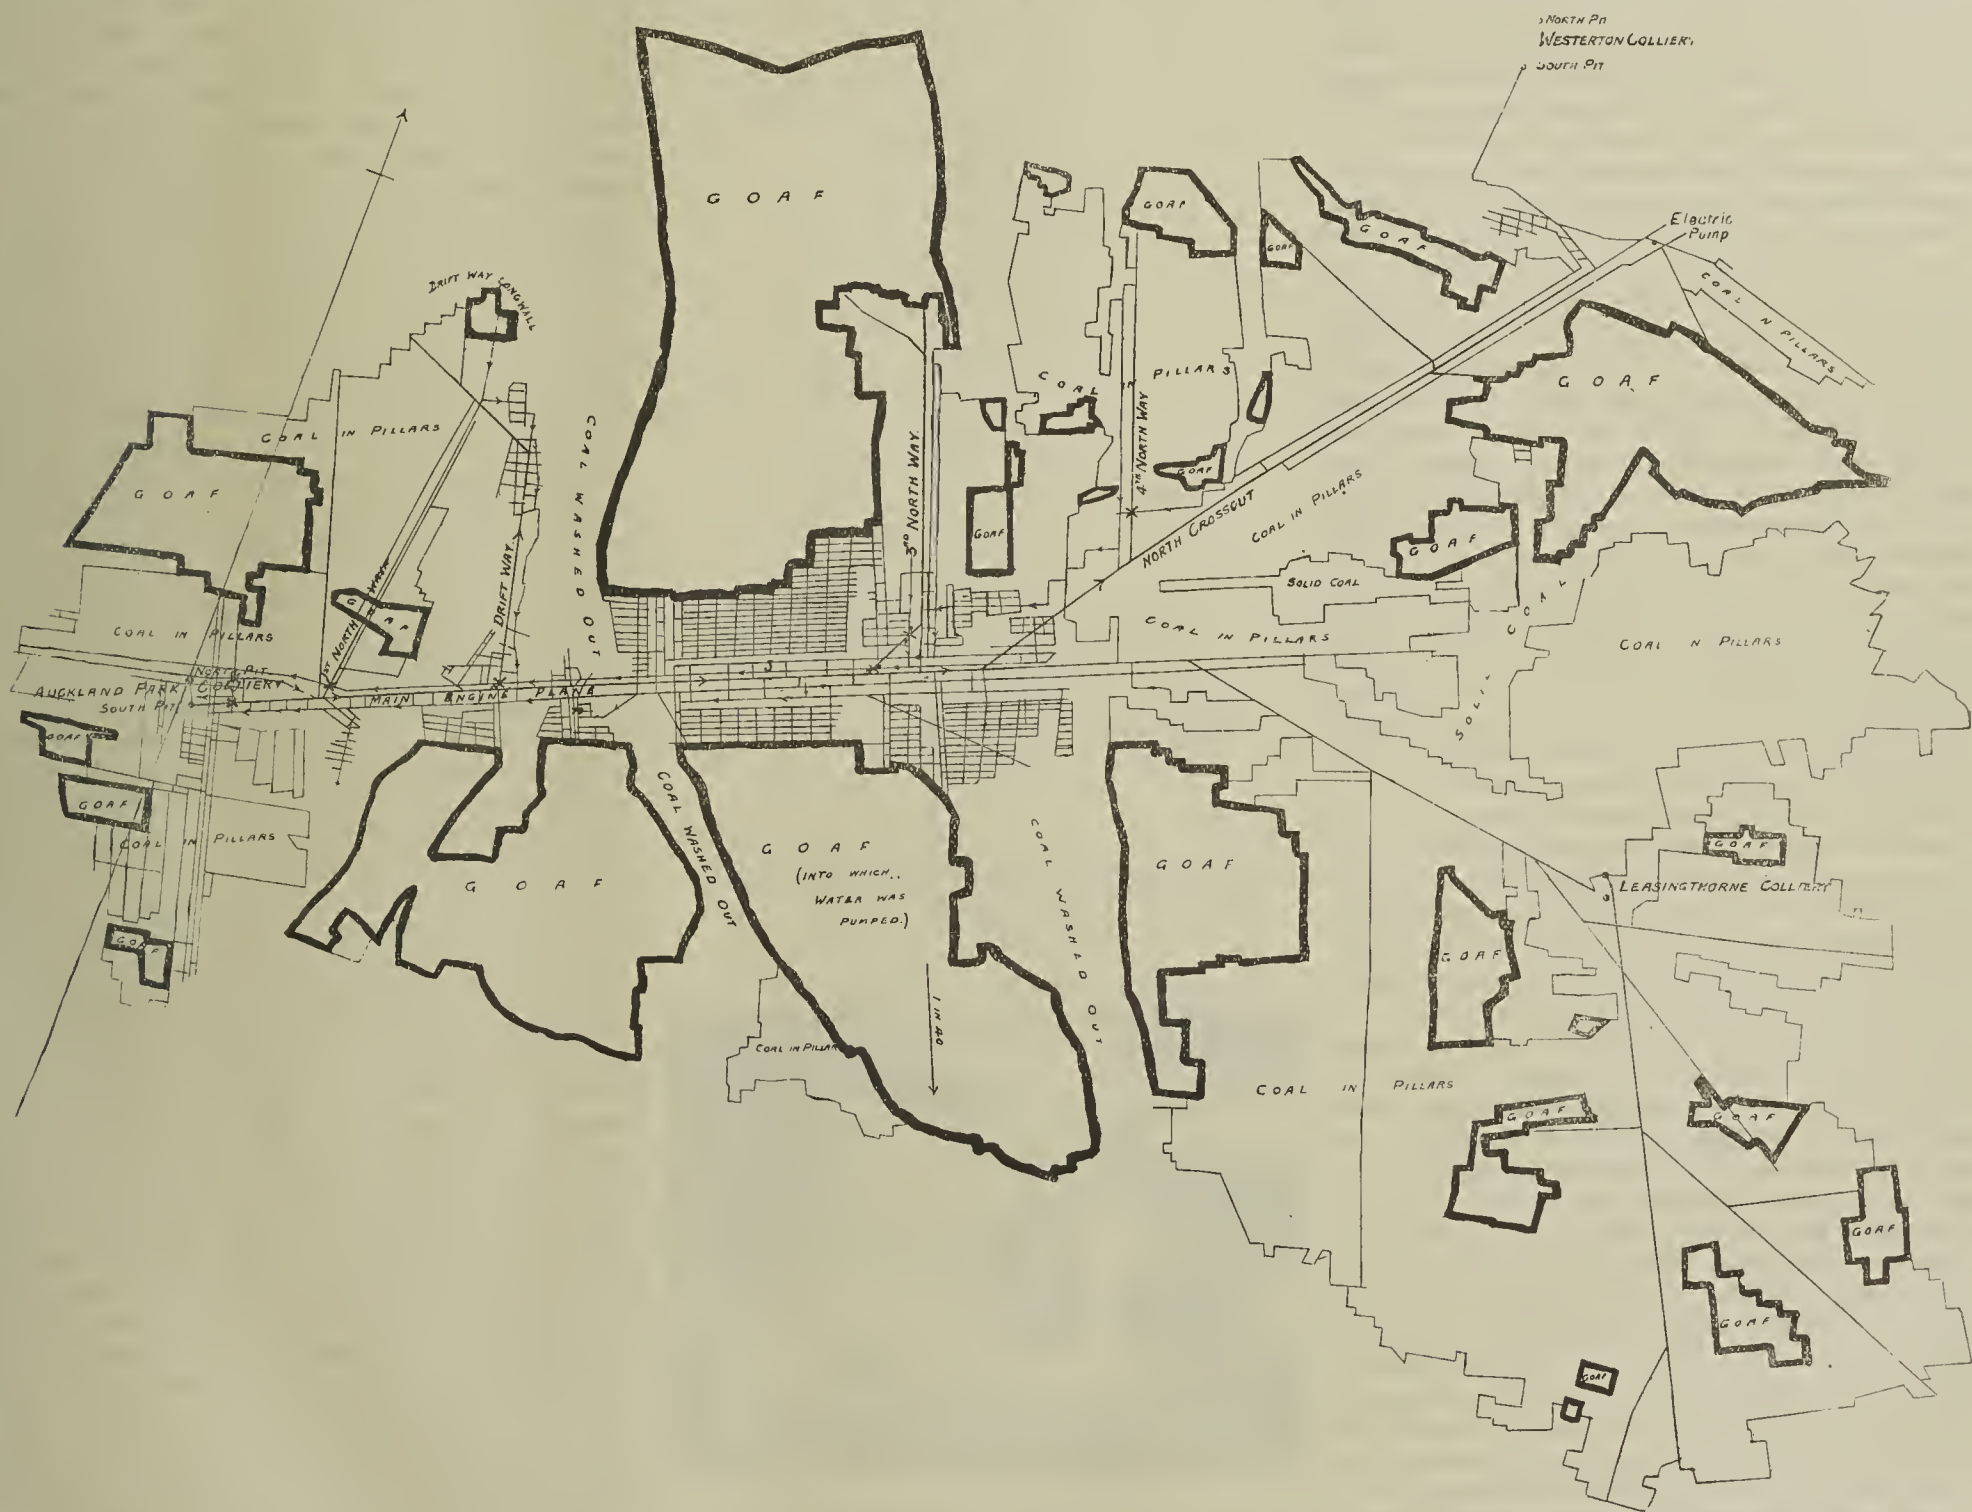 NORTH PIT
WESTERTON COLLIERY
SOUTH PIT
Electric
Pump
GOAF
GOAF
GOAF
GOAF
COAL N PILLARS
DRIFT WAY LONGWALL
GOAF
COAL IN PILLARS
COAL WASHED OUT
COAL IN PILLARS
3RD NORTH WAY.
4TH NORTH WAY
GOAF
GOAF
GOAF
NORTH CROSSCUT
COAL IN PILLARS
GOAF
SOLID COAL
SOLID COAL
COAL IN PILLARS
COAL N PILLARS
COAL IN PILLARS
1ST NORTH WAY
GOAF
DRIFT WAY.
NORTH PIT
AUCKLAND PARK COLLIERY
SOUTH PIT
MAIN ENGINE PLANE
GOAF
GOAF
COAL IN PILLARS
GOAF
GOAF
COAL WASHED OUT
GOAF
(INTO WHICH
WATER WAS
PUMPED.)
1 IN 40
COAL IN PILLAR
COAL WASHED OUT
GOAF
GOAF
LEASINGTHORNE COLLIERY
GOAF
COAL IN PILLARS
GOAF
GOAF
GOAF
GOAF
GOAF